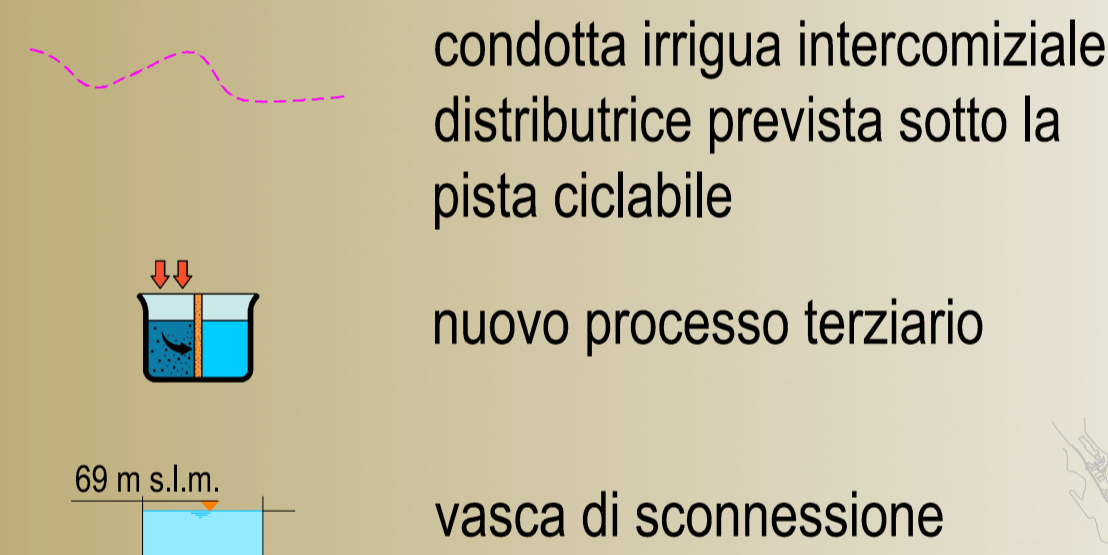 condotta irrigua intercomiziale
distributrice prevista sotto la
pista ciclabile
nuovo processo terziario
69 m s.l.m.
vasca di sconnessione